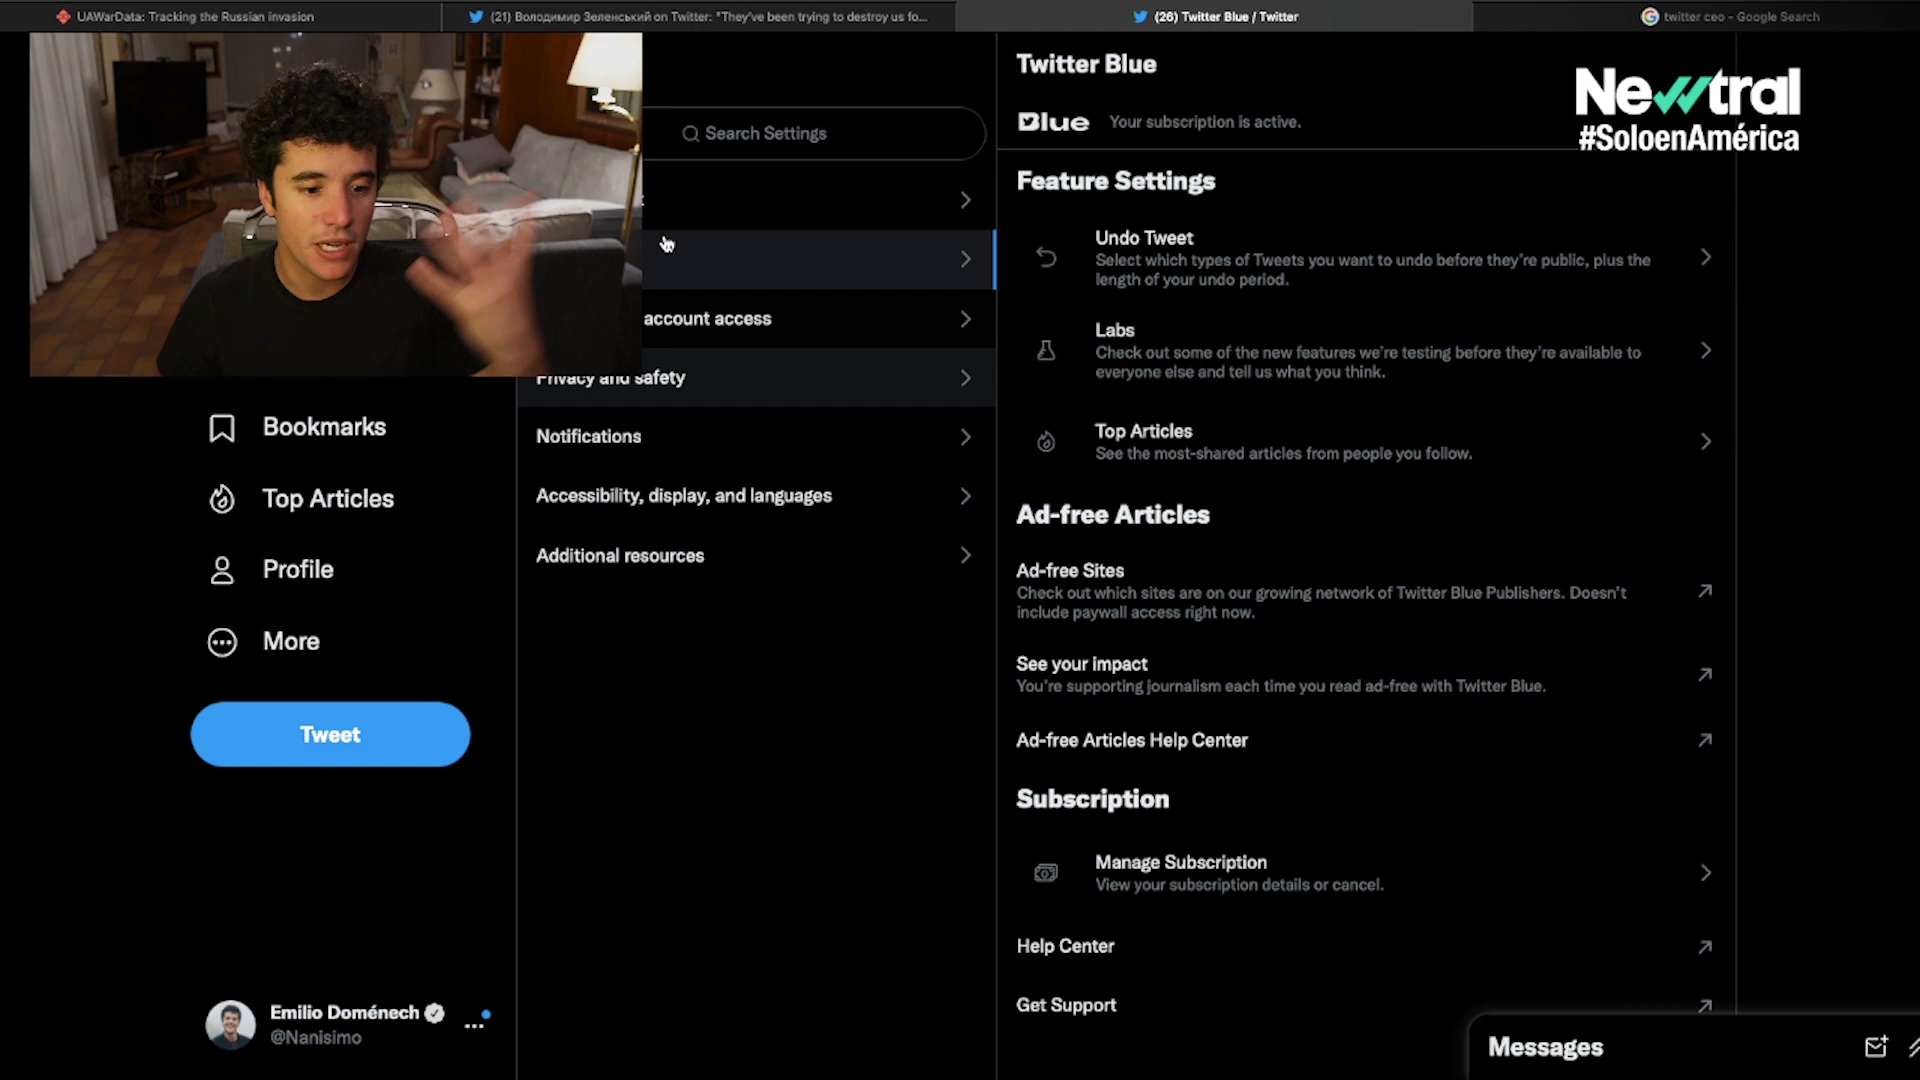 UAWarData: Tracking the Russian invasion
(21) Володимир Зеленський on Twitter: "They've been trying to destroy us fo...
(26) Twitter Blue / Twitter
twitter ceo - Google Search
Newtral
#SoloenAmérica
Bookmarks
Top Articles
Profile
More
Tweet
Emilio Doménech
@Nanisimo
Search Settings
account access
Privacy and safety
Notifications
Accessibility, display, and languages
Additional resources
Twitter Blue
Blue Your subscription is active.
Feature Settings
Undo Tweet
Select which types of Tweets you want to undo before they're public, plus the
length of your undo period.
Labs
Check out some of the new features we're testing before they're available to
everyone else and tell us what you think.
Top Articles
See the most-shared articles from people you follow.
Ad-free Articles
Ad-free Sites
Check out which sites are on our growing network of Twitter Blue Publishers. Doesn't
include paywall access right now.
See your impact
You're supporting journalism each time you read ad-free with Twitter Blue.
Ad-free Articles Help Center
Subscription
Manage Subscription
View your subscription details or cancel.
Help Center
Get Support
Messages